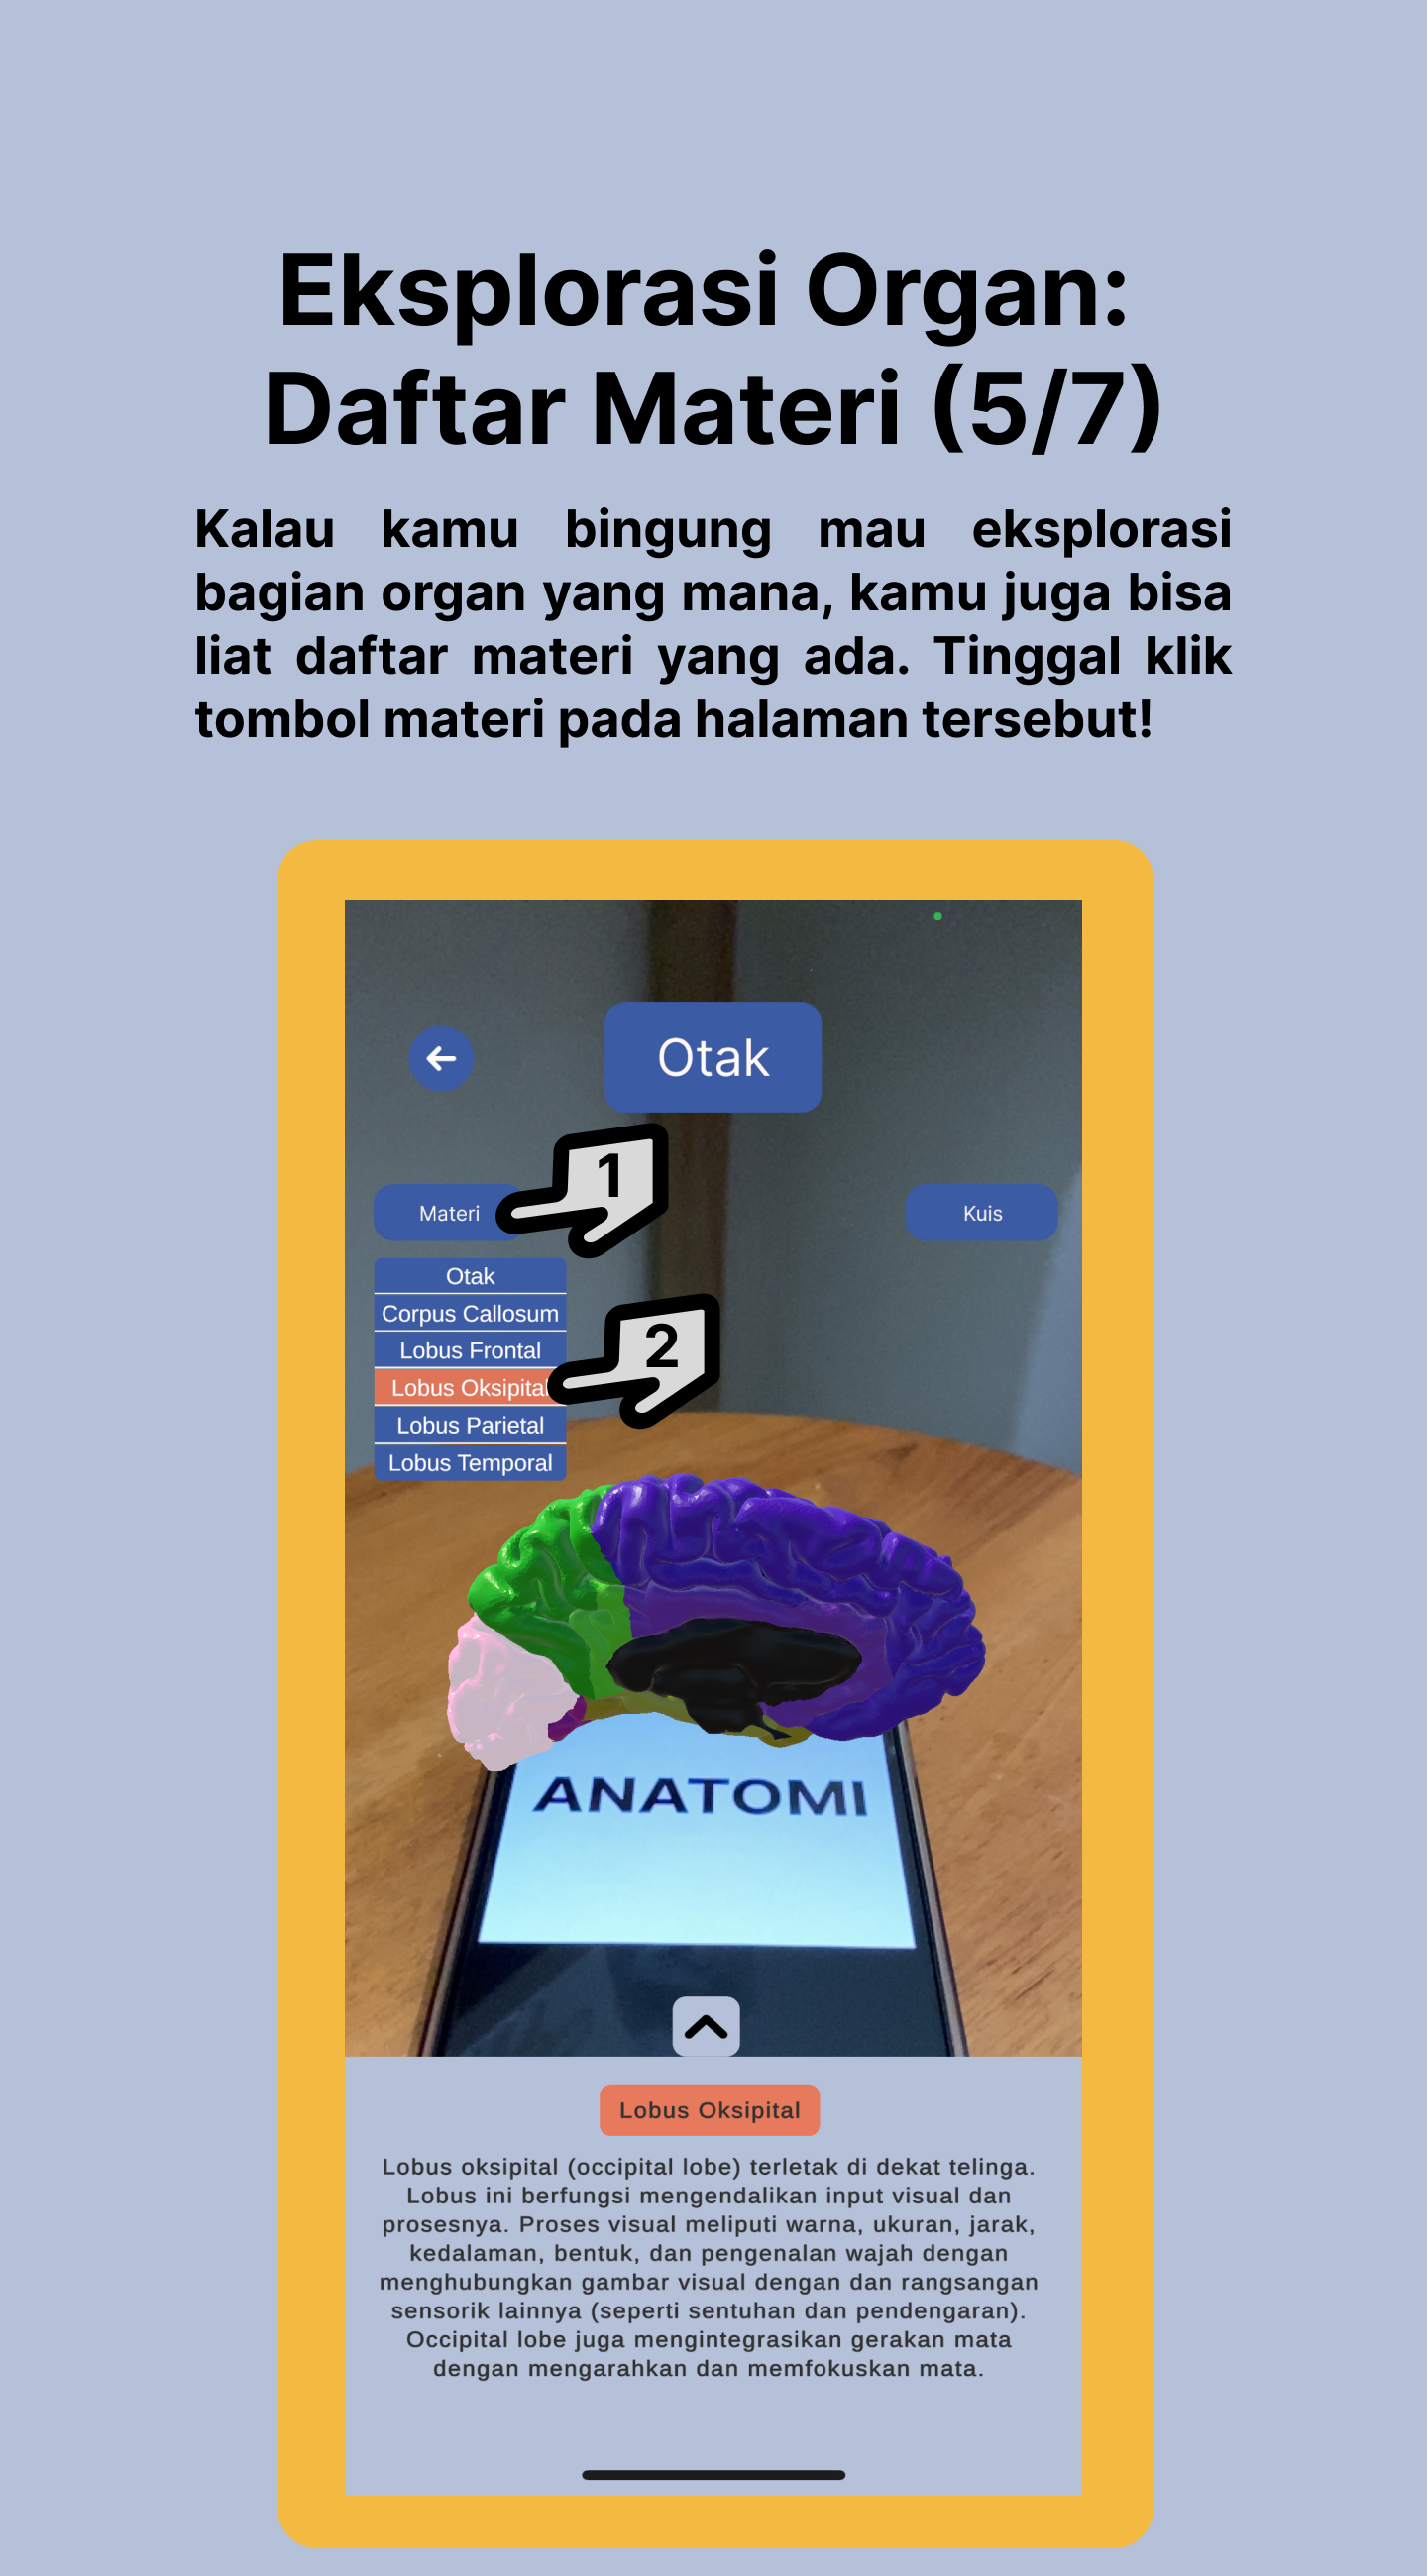 Eksplorasi Organ:
Daftar Materi (5/7)
Kalau kamu bingung mau eksplorasi
bagian organ yang mana, kamu juga bisa
liat daftar materi yang ada. Tinggal klik
tombol materi pada halaman tersebut!
Otak
1
Materi
Kuis
Otak
Corpus Callosum
Lobus Frontal
2
Lobus Oksipital
Lobus Parietal
Lobus Temporal
ANATOMI
Lobus Oksipital
Lobus oksipital (occipital lobe) terletak di dekat telinga.
Lobus ini berfungsi mengendalikan input visual dan
prosesnya. Proses visual meliputi warna, ukuran, jarak,
kedalaman, bentuk, dan pengenalan wajah dengan
menghubungkan gambar visual dengan dan rangsangan
sensorik lainnya (seperti sentuhan dan pendengaran).
Occipital lobe juga mengintegrasikan gerakan mata
dengan mengarahkan dan memfokuskan mata.